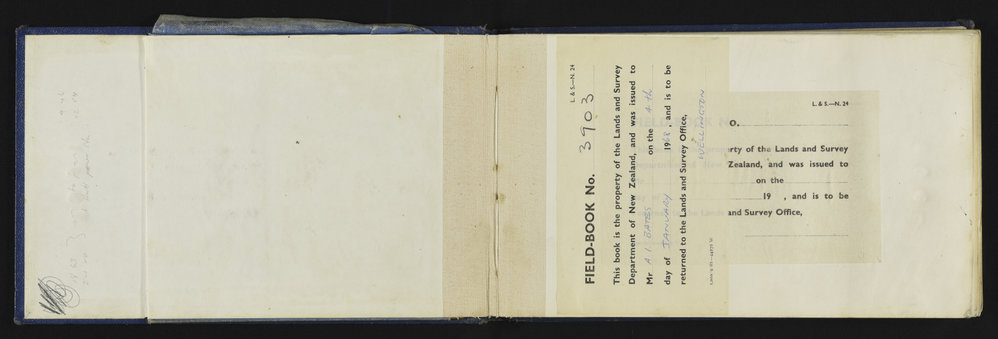 L. & S.—N. 24
FIELD-BOOK No. 3903
This book is the property of the Lands and Survey
Department of New Zealand, and was issued to
Mr A I BATES on the 4th
day of JANUARY 1968, and is to be
returned to the Lands and Survey Office,
WELLINGTON
L. & S.—N. 24
O.
rty of the Lands and Survey
Zealand, and was issued to
on the
19 , and is to be
and Survey Office,